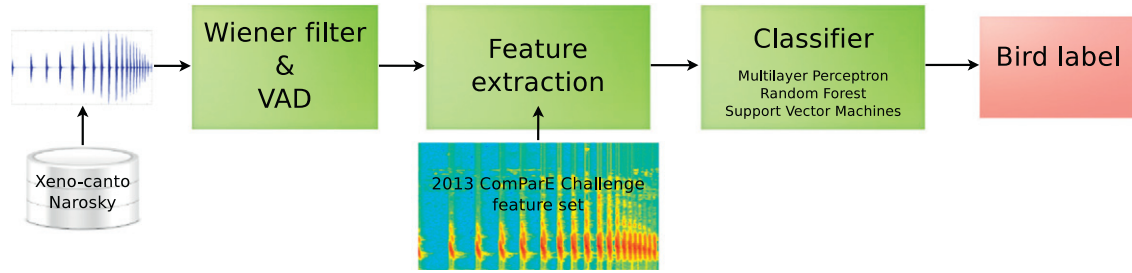 Wiener filter
&
VAD
Feature
extraction
Classifier
Multilayer Perceptron
Random Forest
Support Vector Machines
Bird label
Xeno-canto
Narosky
2013 ComParE Challenge
feature set